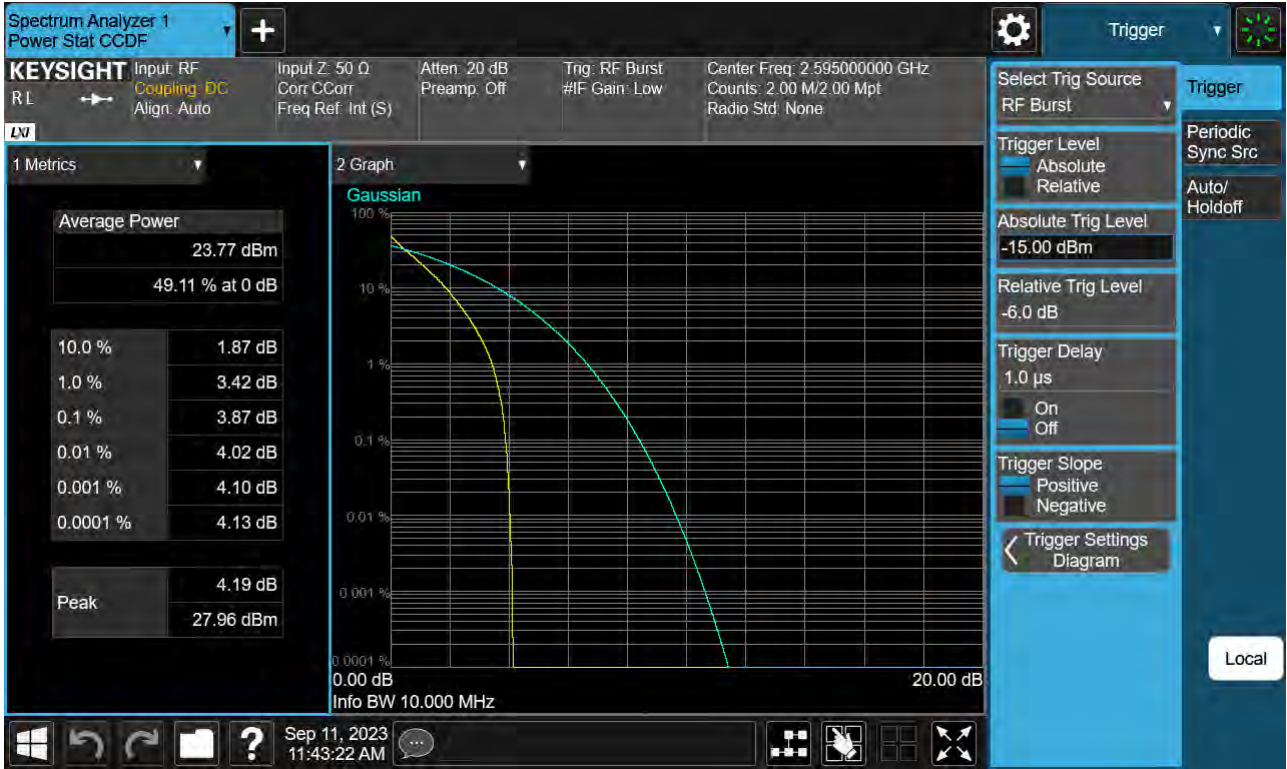 Spectrum Analyzer 1
Power Stat CCDF
+
Trigger
KEYSIGHT
R L
LXI
Input: RF
Coupling: DC
Align: Auto
Input Z: 50 Ω
Corr CCorr
Freq Ref: Int (S)
Atten: 20 dB
Preamp: Off
Trig: RF Burst
#IF Gain: Low
Center Freq: 2.595000000 GHz
Counts: 2.00 M/2.00 Mpt
Radio Std: None
1 Metrics
Average Power
23.77 dBm
49.11 % at 0 dB
10.0 % 1.87 dB
1.0 % 3.42 dB
0.1 % 3.87 dB
0.01 % 4.02 dB
0.001 % 4.10 dB
0.0001 % 4.13 dB
Peak
4.19 dB
27.96 dBm
2 Graph
Gaussian
100 %
10 %
1 %
0.1 %
0.01 %
0.001 %
0.0001 %
0.00 dB 20.00 dB
Info BW 10.000 MHz
Select Trig Source
RF Burst
Trigger Level
Absolute
Relative
Absolute Trig Level
-15.00 dBm
Relative Trig Level
-6.0 dB
Trigger Delay
1.0 µs
On
Off
Trigger Slope
Positive
Negative
Trigger Settings
Diagram
Trigger
Periodic
Sync Src
Auto/
Holdoff
Local
?
Sep 11, 2023
11:43:22 AM